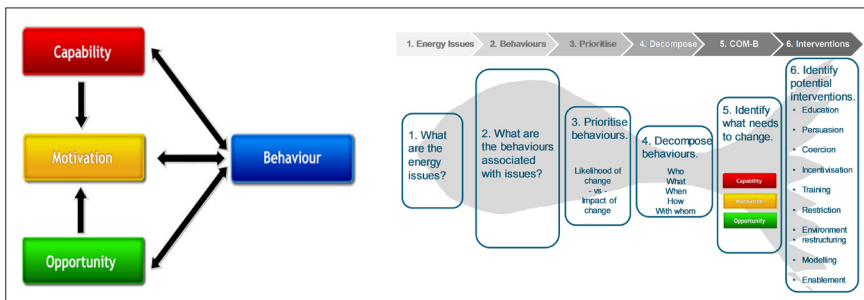 Capability
Motivation
Opportunity
Behaviour
1. Energy Issues
2. Behaviours
3. Prioritise
4. Decompose
5. COM-B
6. Interventions
1. What
are the
energy
issues?
2. What are
the behaviours
associated
with issues?
3. Prioritise
behaviours.
Likelihood of
change
- vs -
Impact of
change
4. Decompose
behaviours.
Who
What
When
How
With whom
5. Identify
what needs
to change.
Capability
Motivation
Opportunity
6. Identify
potential
interventions.
• Education
• Persuasion
• Coercion
• Incentivisation
• Training
• Restriction
• Environment
• restructuring
• Modelling
• Enablement